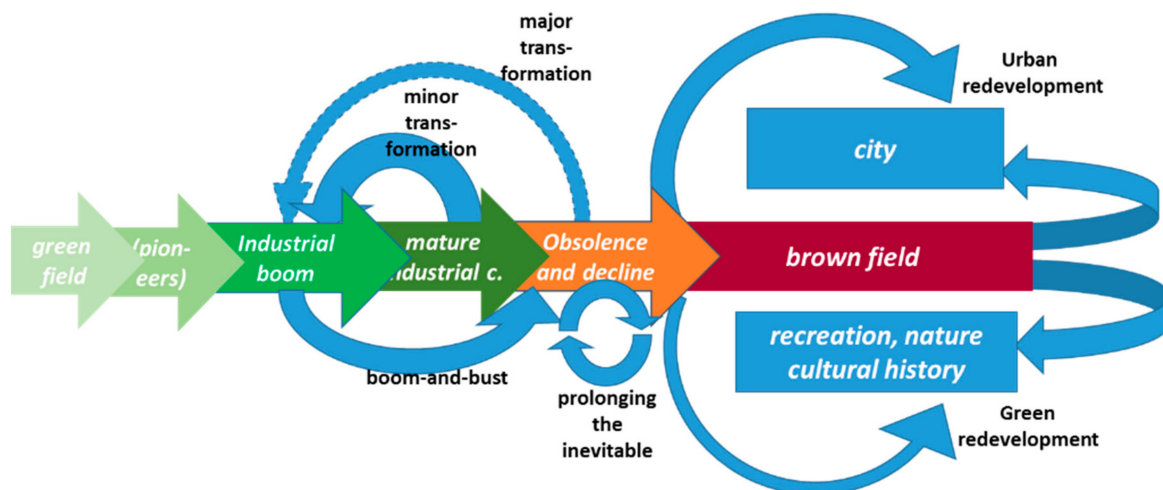 major
trans-
formation
minor
trans-
formation
Urban
redevelopment
city
green
field
(pion-
eers)
Industrial
boom
mature
industrial c.
Obsolence
and decline
brown field
boom-and-bust
prolonging
the
inevitable
recreation, nature
cultural history
Green
redevelopment